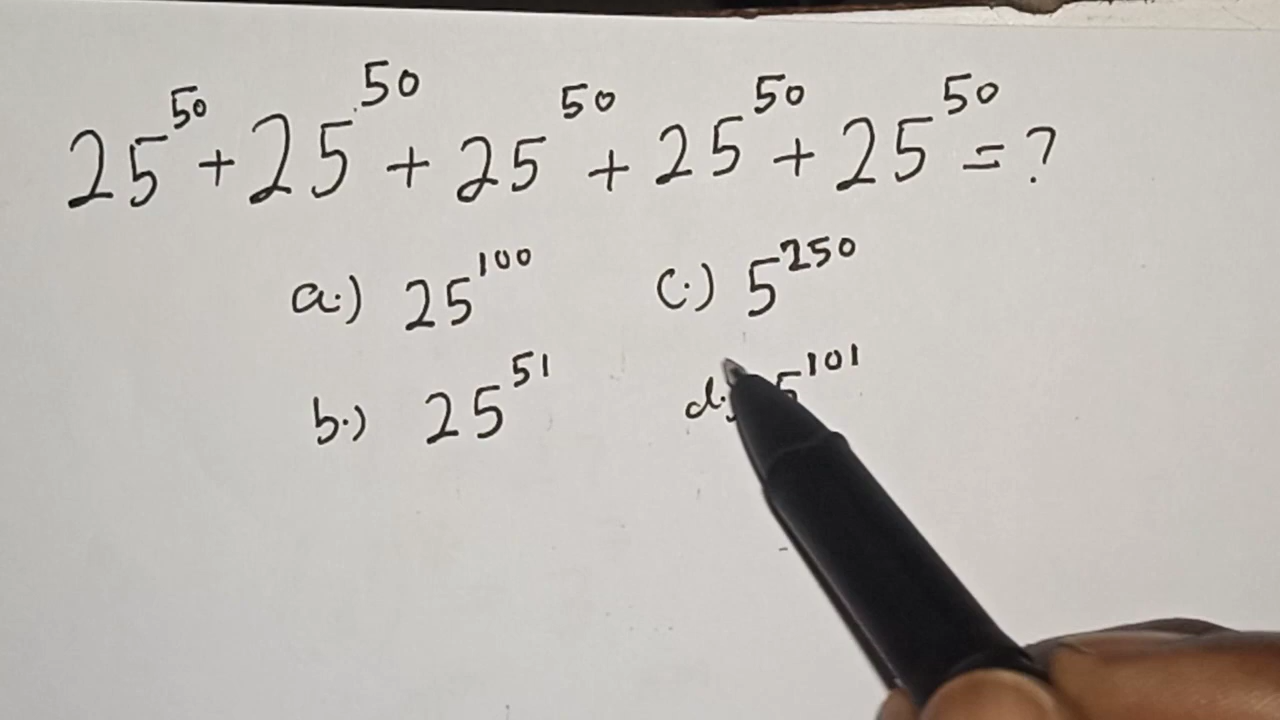 25^50 + 25^50 + 25^50 + 25^50 + 25^50 = ?
a.) 25^100 c.) 5^250
b.) 25^51 d.) 5^101